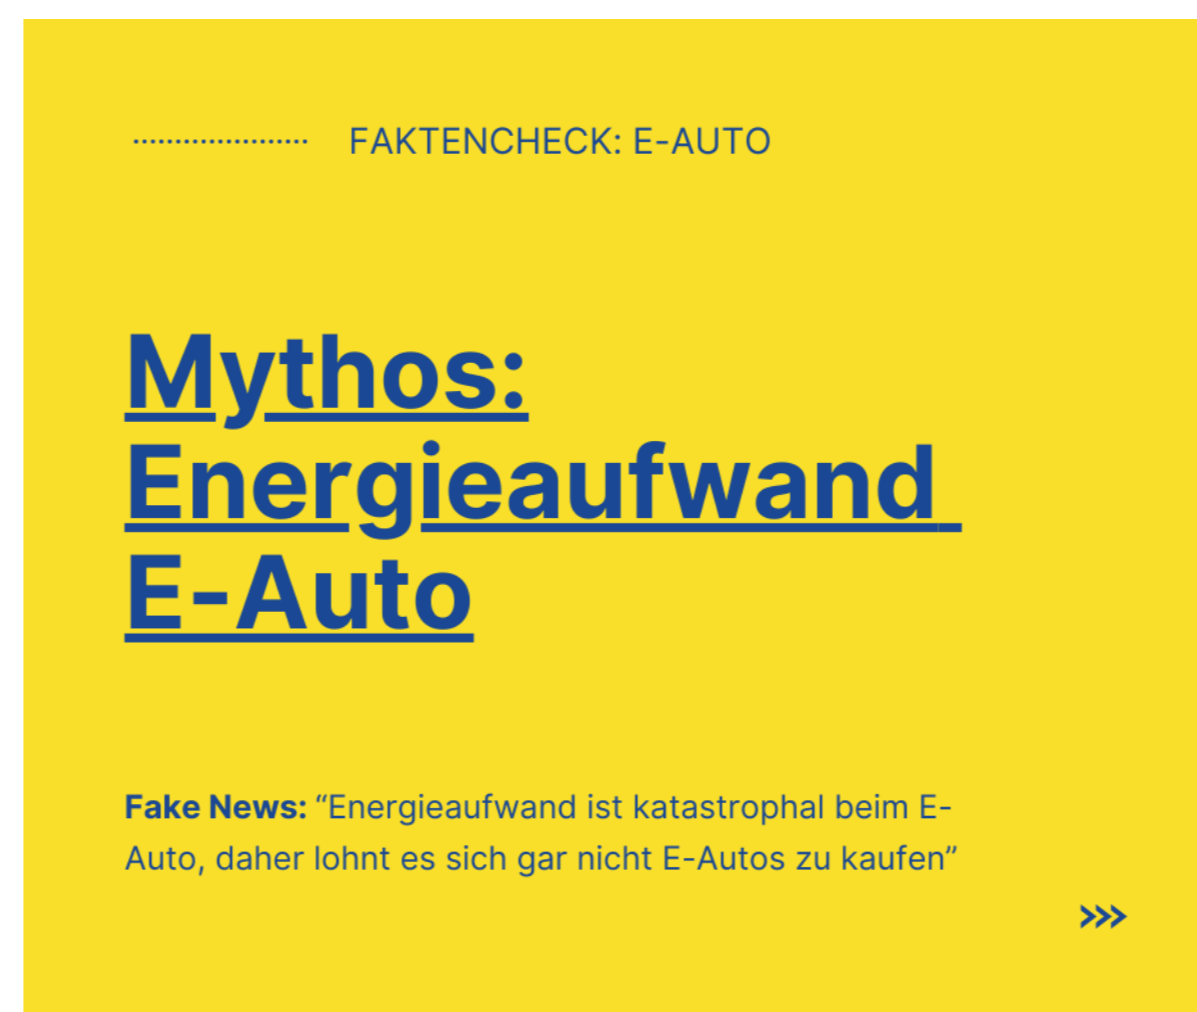 FAKTENCHECK: E-AUTO
Mythos:
Energieaufwand
E-Auto
Fake News: “Energieaufwand ist katastrophal beim E-
Auto, daher lohnt es sich gar nicht E-Autos zu kaufen”
>>>